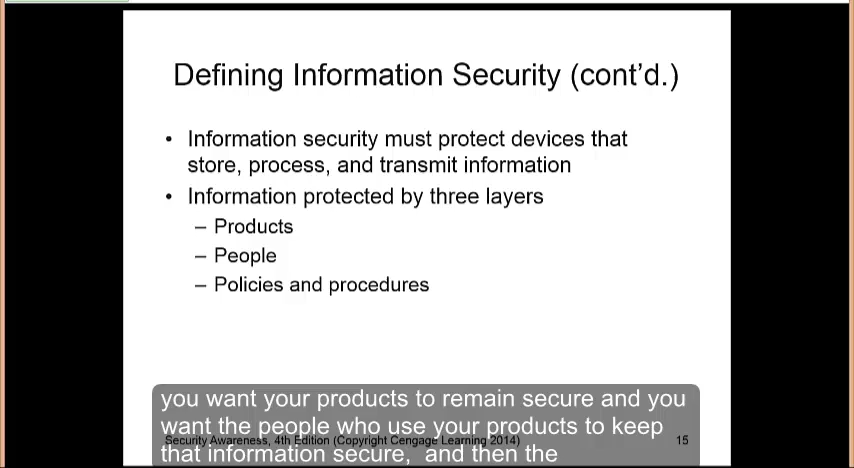 Defining Information Security (cont'd.)
• Information security must protect devices that
store, process, and transmit information
• Information protected by three layers
– Products
– People
– Policies and procedures
you want your products to remain secure and you
want the people who use your products to keep
Security Awareness, 4th Edition (Copyright Cengage Learning 2014) 15
that information secure, and then the